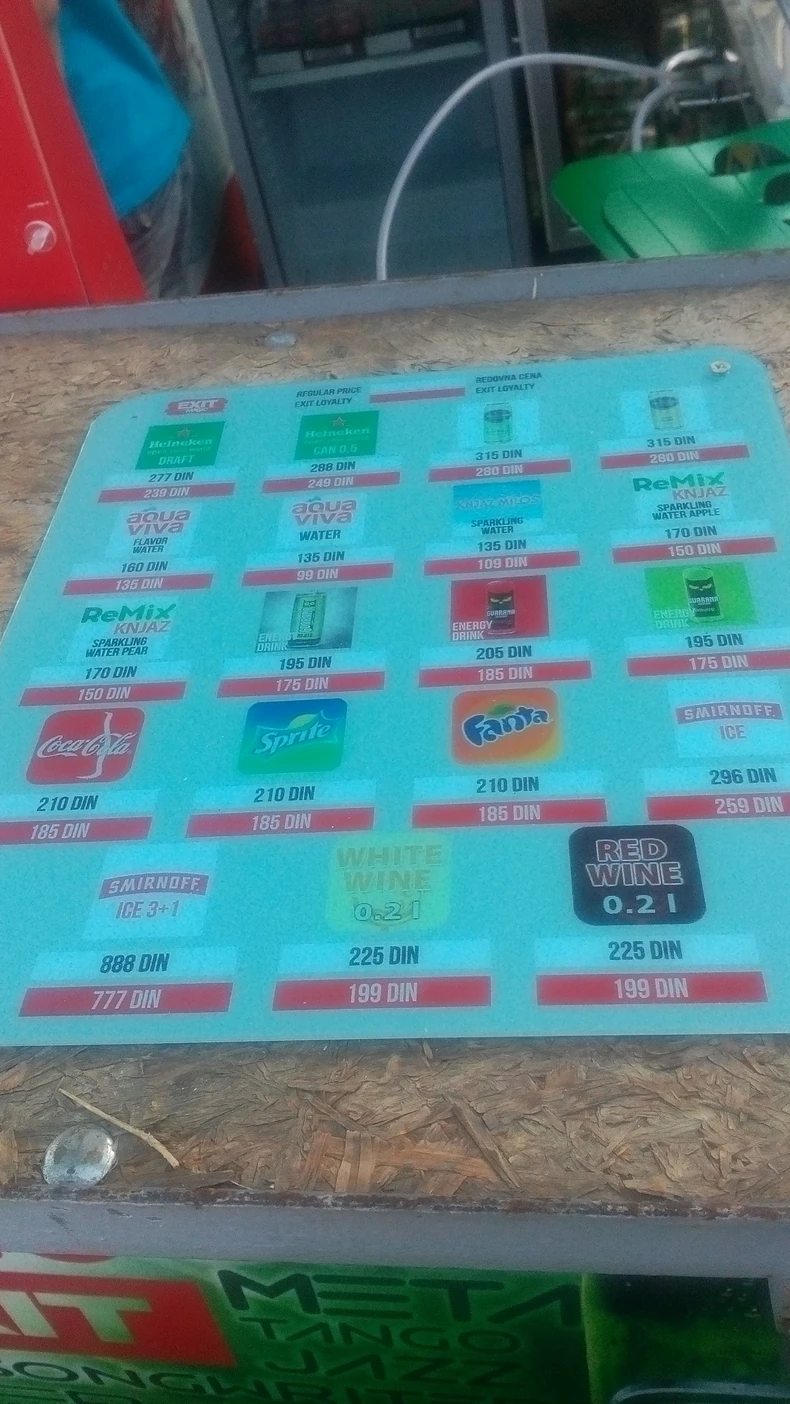 EXIT
REGULAR PRICE
EXIT LOYALTY
REDOVNA CENA
EXIT LOYALTY
Heineken
DRAFT
277 DIN
239 DIN
Heineken
CAN 0,5
288 DIN
249 DIN
315 DIN
280 DIN
315 DIN
280 DIN
aqua
viva
FLAVOR
WATER
160 DIN
135 DIN
aqua
viva
WATER
135 DIN
99 DIN
KNJAZ MILOŠ
SPARKLING
WATER
135 DIN
109 DIN
ReMix
KNJAZ
SPARKLING
WATER APPLE
170 DIN
150 DIN
ReMix
KNJAZ
SPARKLING
WATER PEAR
170 DIN
150 DIN
ENERGY
DRINK
195 DIN
175 DIN
GUARANA
ENERGY
DRINK
205 DIN
185 DIN
GUARANA
ENERGY
DRINK
195 DIN
175 DIN
Coca-Cola
210 DIN
185 DIN
Sprite
210 DIN
185 DIN
Fanta
210 DIN
185 DIN
SMIRNOFF
ICE
296 DIN
259 DIN
SMIRNOFF
ICE 3+1
888 DIN
777 DIN
WHITE
WINE
0.2 l
225 DIN
199 DIN
RED
WINE
0.2 l
225 DIN
199 DIN
XIT
META
TANGO
JAZZ
SONGWRITER